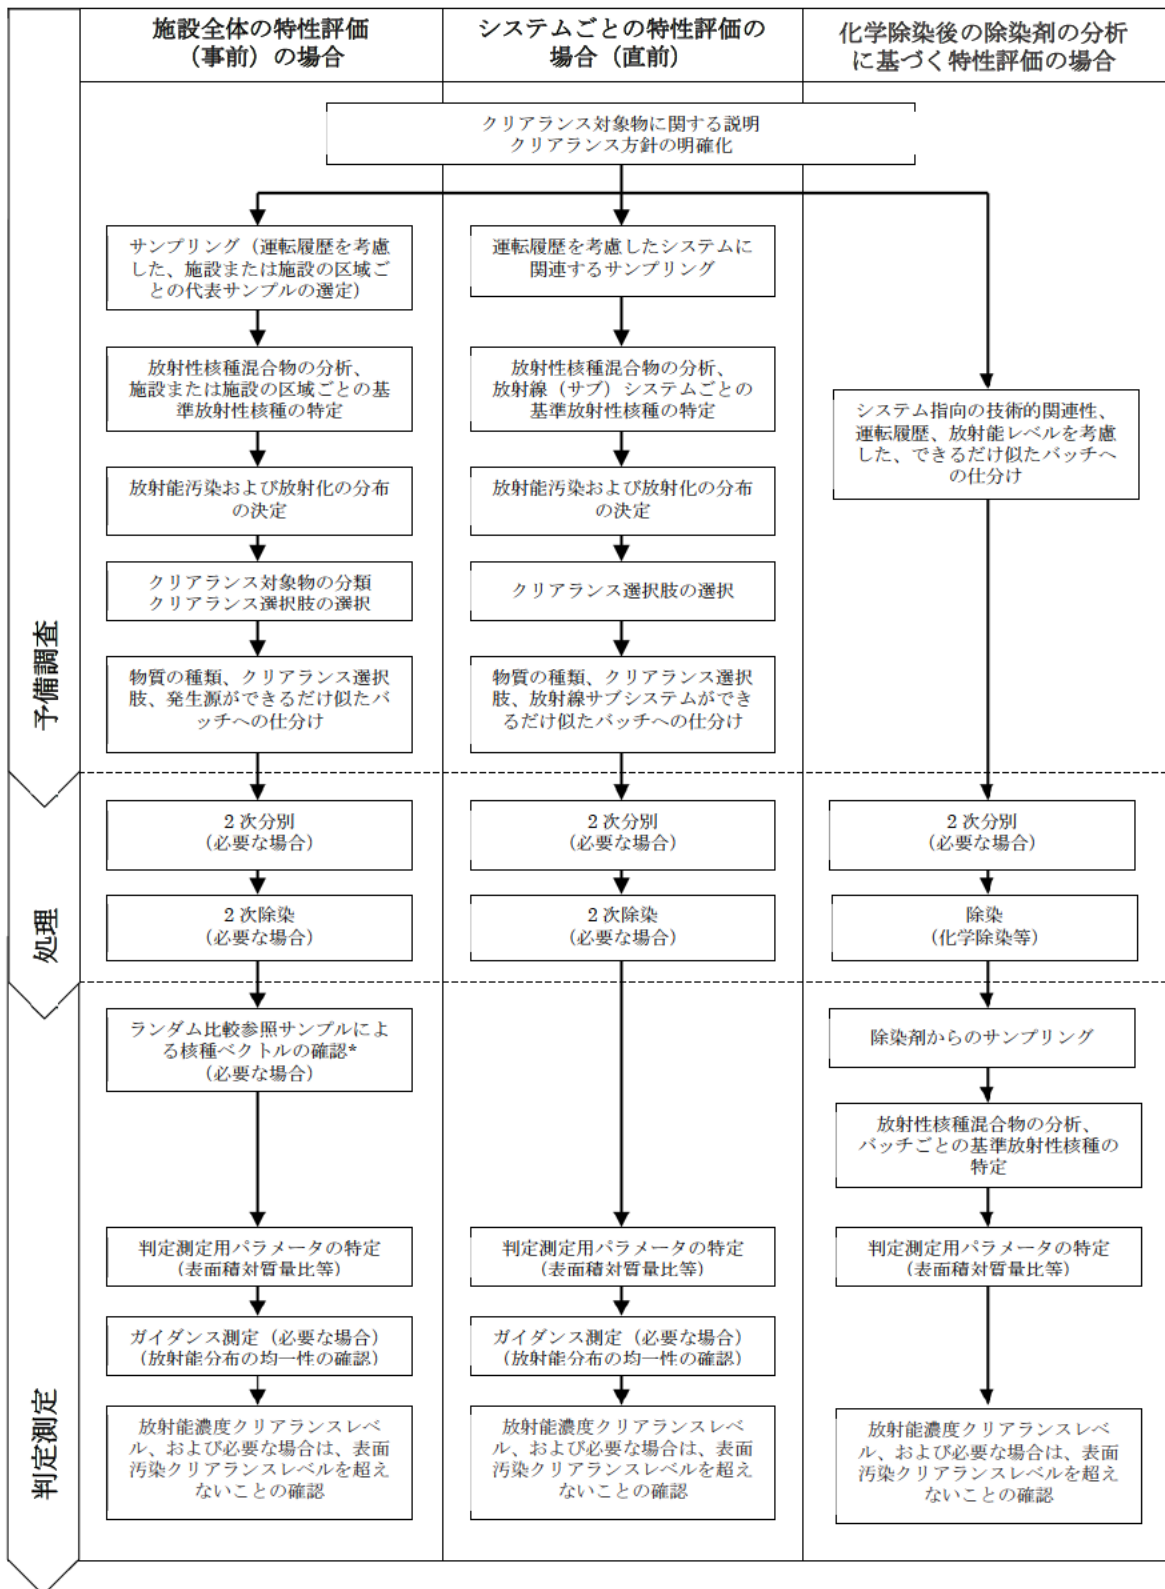 施設全体の特性評価
（事前）の場合
システムごとの特性評価の
場合（直前）
化学除染後の除染剤の分析
に基づく特性評価の場合
クリアランス対象物に関する説明
クリアランス方針の明確化
予備調査
サンプリング（運転履歴を考慮
した、施設または施設の区域ご
との代表サンプルの選定）
放射性核種混合物の分析、
施設または施設の区域ごとの基
準放射性核種の特定
放射能汚染および放射化の分布
の決定
クリアランス対象物の分類
クリアランス選択肢の選択
物質の種類、クリアランス選択
肢、発生源ができるだけ似たバ
ッチへの仕分け
運転履歴を考慮したシステムに
関連するサンプリング
放射性核種混合物の分析、
放射線（サブ）システムごとの
基準放射性核種の特定
放射能汚染および放射化の分布
の決定
クリアランス選択肢の選択
物質の種類、クリアランス選択
肢、放射線サブシステムができ
るだけ似たバッチへの仕分け
システム指向の技術的関連性、
運転履歴、放射能レベルを考慮
した、できるだけ似たバッチへ
の仕分け
処理
2 次分別
（必要な場合）
2 次除染
（必要な場合）
2 次分別
（必要な場合）
2 次除染
（必要な場合）
2 次分別
（必要な場合）
除染
（化学除染等）
判定測定
ランダム比較参照サンプルによ
る核種ベクトルの確認*
（必要な場合）
判定測定用パラメータの特定
（表面積対質量比等）
ガイダンス測定（必要な場合）
（放射能分布の均一性の確認）
放射能濃度クリアランスレベ
ル、および必要な場合は、表面
汚染クリアランスレベルを超え
ないことの確認
判定測定用パラメータの特定
（表面積対質量比等）
ガイダンス測定（必要な場合）
（放射能分布の均一性の確認）
放射能濃度クリアランスレベ
ル、および必要な場合は、表面
汚染クリアランスレベルを超え
ないことの確認
除染剤からのサンプリング
放射性核種混合物の分析、
バッチごとの基準放射性核種の
特定
判定測定用パラメータの特定
（表面積対質量比等）
放射能濃度クリアランスレベ
ル、および必要な場合は、表面
汚染クリアランスレベルを超え
ないことの確認